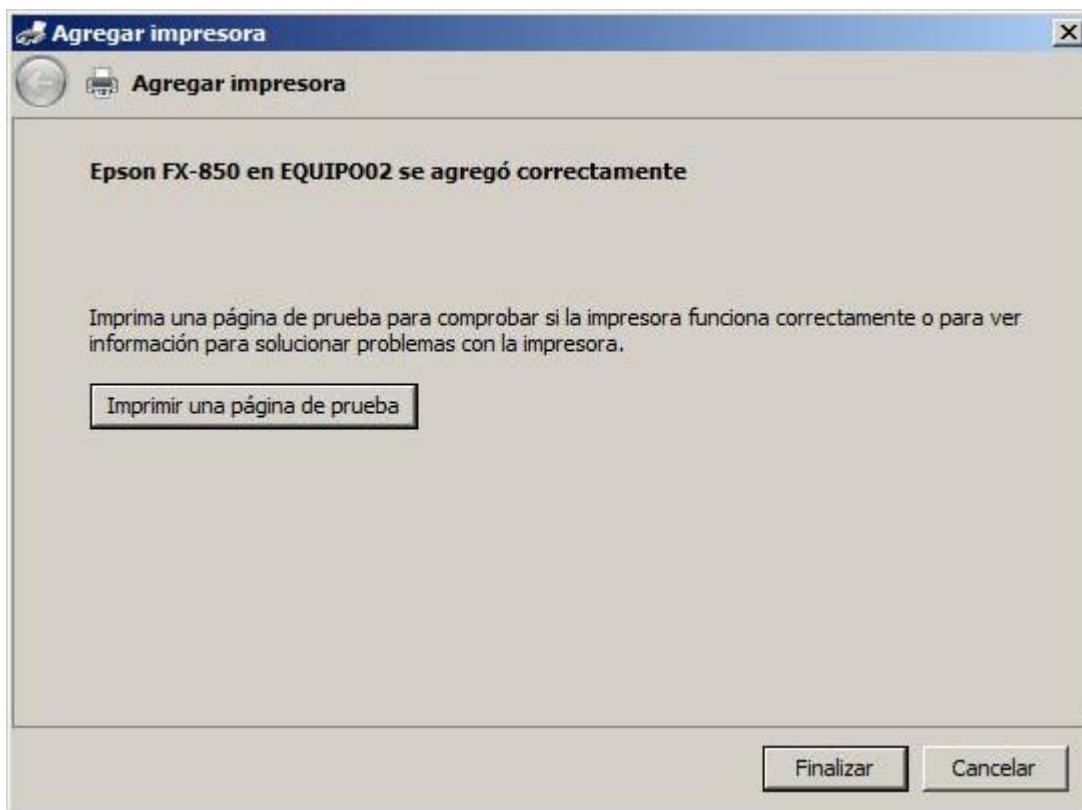 Agregar impresora
Agregar impresora
Epson FX-850 en EQUIPO02 se agregó correctamente
Imprima una página de prueba para comprobar si la impresora funciona correctamente o para ver
información para solucionar problemas con la impresora.
Imprimir una página de prueba
Finalizar
Cancelar